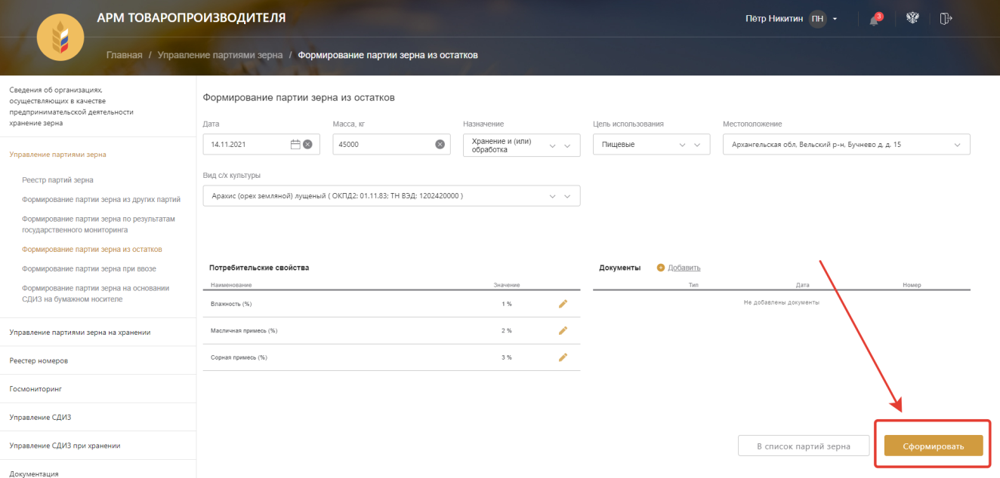 АРМ ТОВАРОПРОИЗВОДИТЕЛЯ
Пётр Никитин ПН
3
Главная / Управление партиями зерна / Формирование партии зерна из остатков
Сведения об организациях,
осуществляющих в качестве
предпринимательской деятельности
хранение зерна
Управление партиями зерна
Реестр партий зерна
Формирование партии зерна из других партий
Формирование партии зерна по результатам
государственного мониторинга
Формирование партии зерна из остатков
Формирование партии зерна при ввозе
Формирование партии зерна на основании
СДИЗ на бумажном носителе
Управление партиями зерна на хранении
Реестер номеров
Госмониторинг
Управление СДИЗ
Управление СДИЗ при хранении
Документация
Формирование партии зерна из остатков
Дата
Масса, кг
Назначение
Цель использования
Местоположение
14.11.2021
45000
Хранение и (или)
обработка
Пищевые
Архангельская обл, Вельский р-н, Бучнево д, д. 15
Вид с/х культуры
Арахис (орех земляной) лущеный ( ОКПД2: 01.11.83; ТН ВЭД: 1202420000 )
Потребительские свойства
Наименование Значение
Влажность (%) 1 %
Масличная примесь (%) 2 %
Сорная примесь (%) 3 %
Документы Добавить
Тип Дата Номер
Не добавлены документы
В список партий зерна
Сформировать